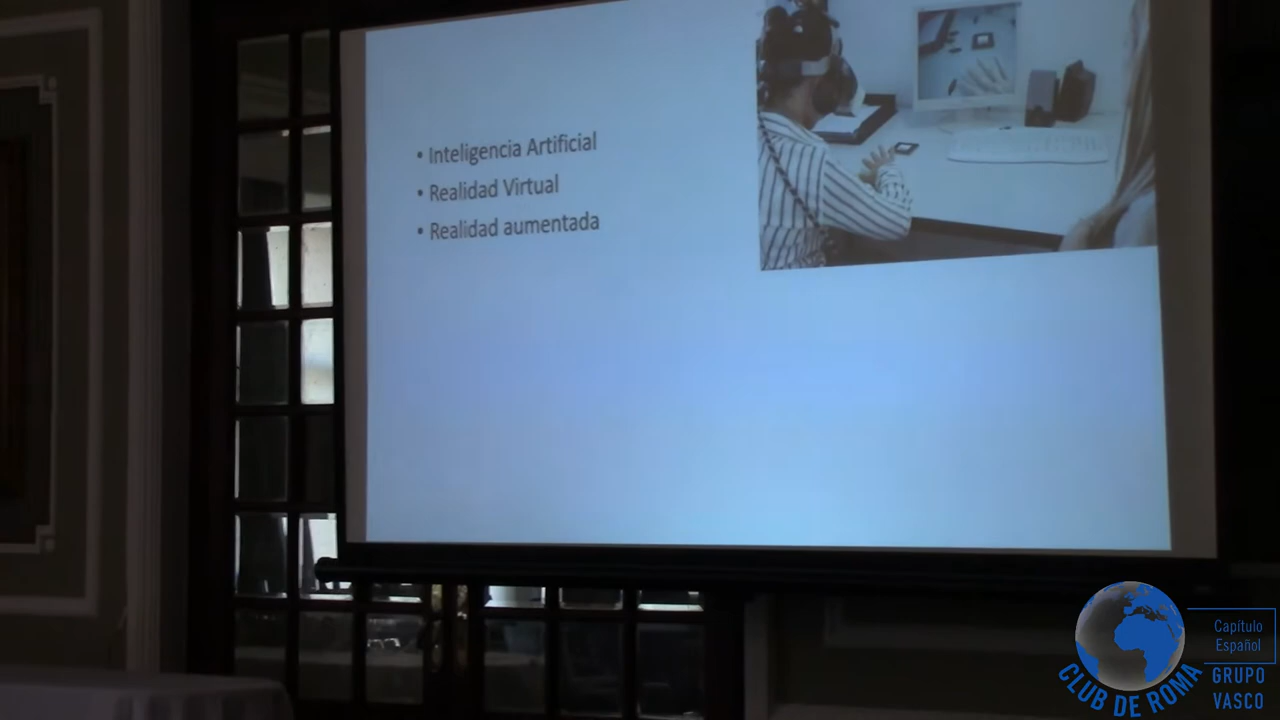 • Inteligencia Artificial
• Realidad Virtual
• Realidad aumentada
Capítulo
Español
CLUB DE ROMA
GRUPO
VASCO